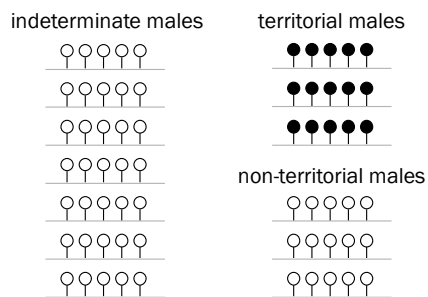 indeterminate males
territorial males
non-territorial males